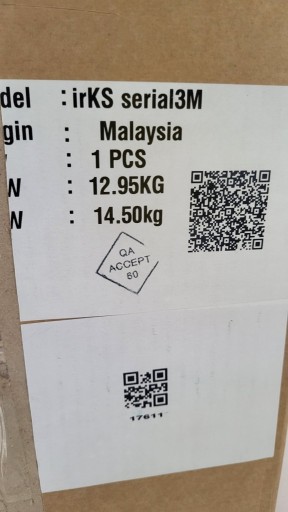 del : irKS serial3M
gin : Malaysia
: 1 PCS
W : 12.95KG
W : 14.50kg
QA
ACCEPT
80
17611